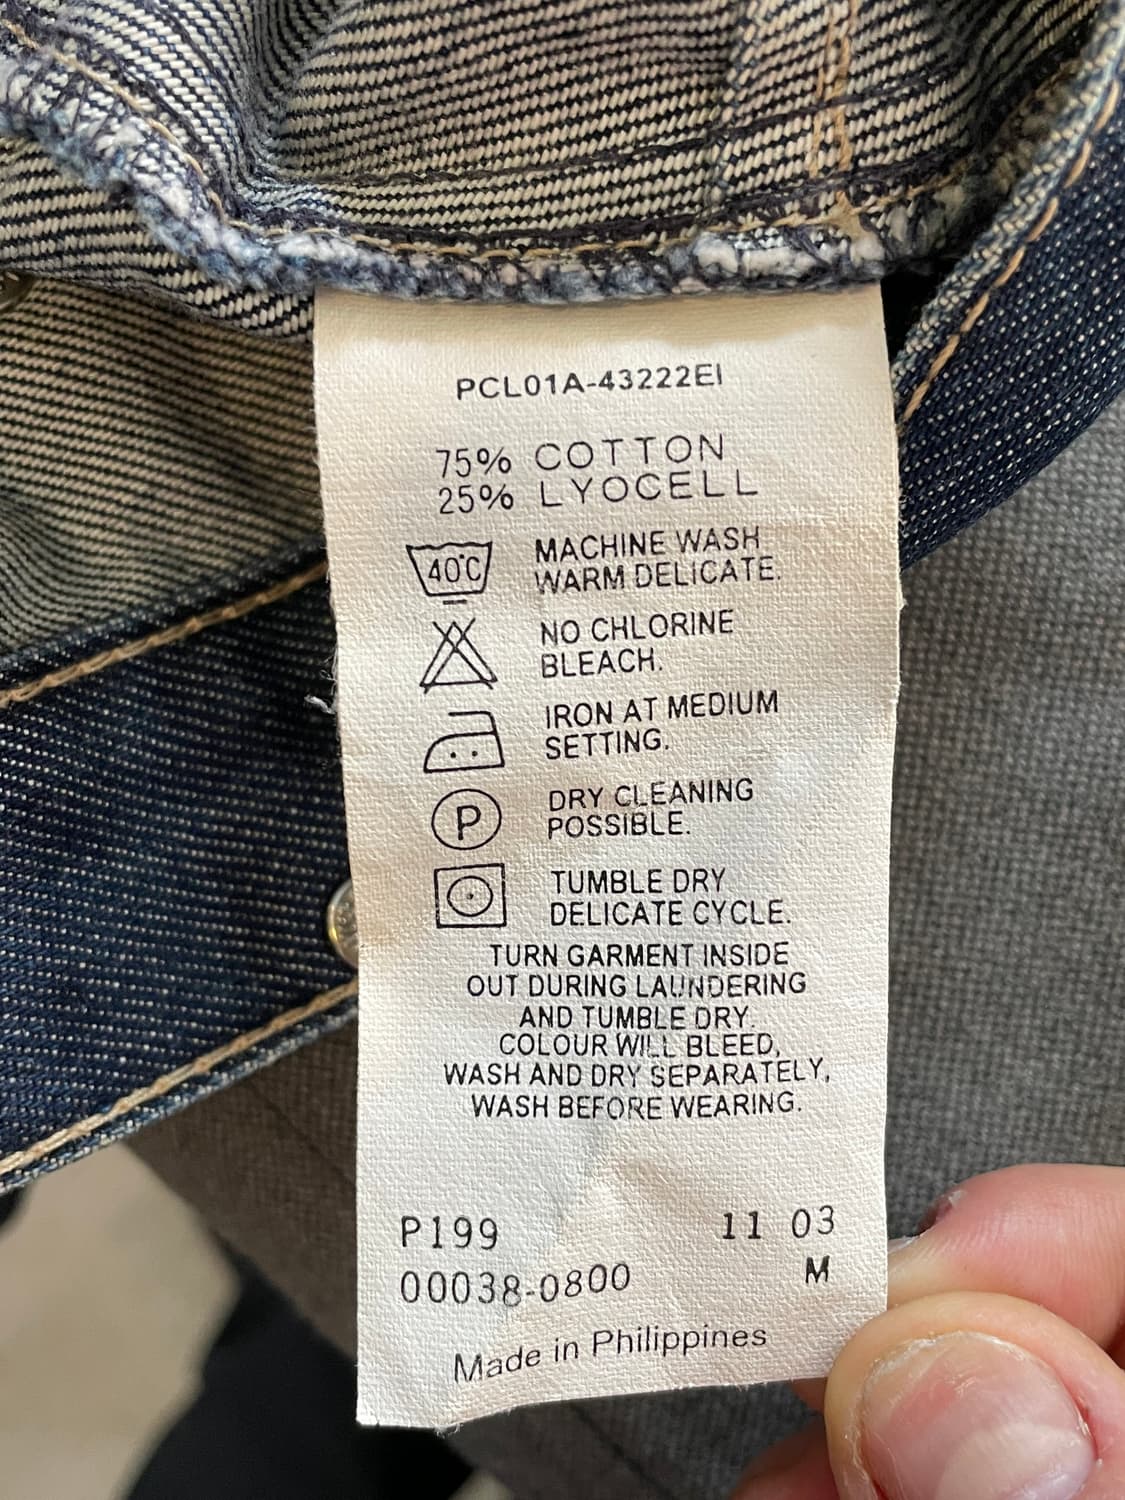 PCL01A-43222EI
75% COTTON
25% LYOCELL
40°C MACHINE WASH
WARM DELICATE.
NO CHLORINE
BLEACH.
IRON AT MEDIUM
SETTING.
P DRY CLEANING
POSSIBLE.
TUMBLE DRY
DELICATE CYCLE.
TURN GARMENT INSIDE
OUT DURING LAUNDERING
AND TUMBLE DRY.
COLOUR WILL BLEED,
WASH AND DRY SEPARATELY,
WASH BEFORE WEARING.
P199 11 03
00038-0800 M
Made in Philippines